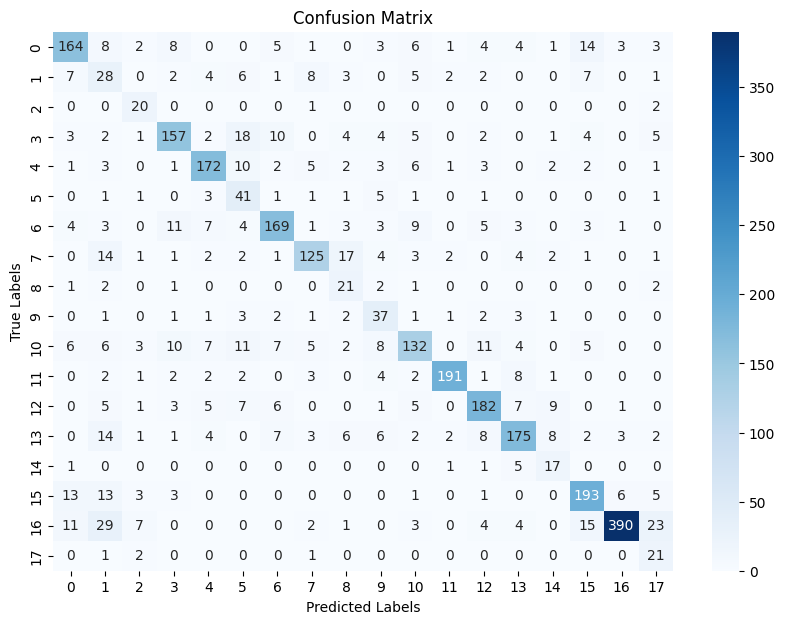 Confusion Matrix
0 164 8 2 8 0 0 5 1 0 3 6 1 4 4 1 14 3 3
1 7 28 0 2 4 6 1 8 3 0 5 2 2 0 0 7 0 1
2 0 0 20 0 0 0 0 1 0 0 0 0 0 0 0 0 0 2
3 3 2 1 157 2 18 10 0 4 4 5 0 2 0 1 4 0 5
4 1 3 0 1 172 10 2 5 2 3 6 1 3 0 2 2 0 1
5 0 1 1 0 3 41 1 1 1 5 1 0 1 0 0 0 0 1
6 4 3 0 11 7 4 169 1 3 3 9 0 5 3 0 3 1 0
7 0 14 1 1 2 2 1 125 17 4 3 2 0 4 2 1 0 1
8 1 2 0 1 0 0 0 0 21 2 1 0 0 0 0 0 0 2
9 0 1 0 1 1 3 2 1 2 37 1 1 2 3 1 0 0 0
10 6 6 3 10 7 11 7 5 2 8 132 0 11 4 0 5 0 0
11 0 2 1 2 2 2 0 3 0 4 2 191 1 8 1 0 0 0
12 0 5 1 3 5 7 6 0 0 1 5 0 182 7 9 0 1 0
13 0 14 1 1 4 0 7 3 6 6 2 2 8 175 8 2 3 2
14 1 0 0 0 0 0 0 0 0 0 0 1 1 5 17 0 0 0
15 13 13 3 3 0 0 0 0 0 0 1 0 1 0 0 193 6 5
16 11 29 7 0 0 0 0 2 1 0 3 0 4 4 0 15 390 23
17 0 1 2 0 0 0 0 1 0 0 0 0 0 0 0 0 0 21
0 1 2 3 4 5 6 7 8 9 10 11 12 13 14 15 16 17
Predicted Labels
True Labels
350
300
250
200
150
100
50
0